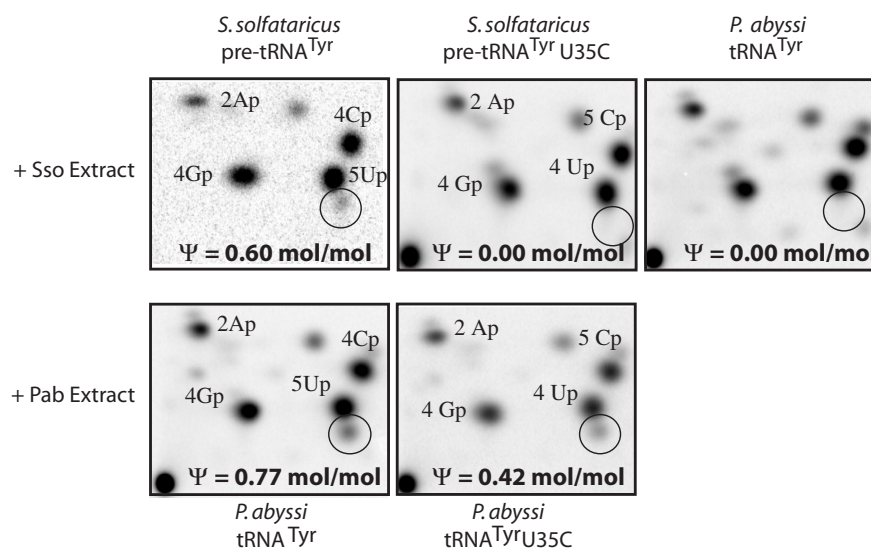 S. solfataricus
pre-tRNATyr
S. solfataricus
pre-tRNATyr U35C
P. abyssi
tRNATyr
+ Sso Extract
2Ap
4Cp
4Gp
5Up
Ψ = 0.60 mol/mol
2 Ap
5 Cp
4 Up
4 Gp
Ψ = 0.00 mol/mol
Ψ = 0.00 mol/mol
+ Pab Extract
2Ap
4Cp
5Up
4Gp
Ψ = 0.77 mol/mol
2 Ap
5 Cp
4 Up
4 Gp
Ψ = 0.42 mol/mol
P. abyssi
tRNATyr
P. abyssi
tRNATyrU35C